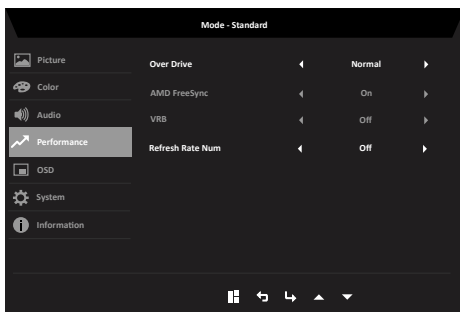 Mode - Standard
Picture
Color
Audio
Performance
OSD
System
Information
Over Drive Normal
AMD FreeSync On
VRB Off
Refresh Rate Num Off